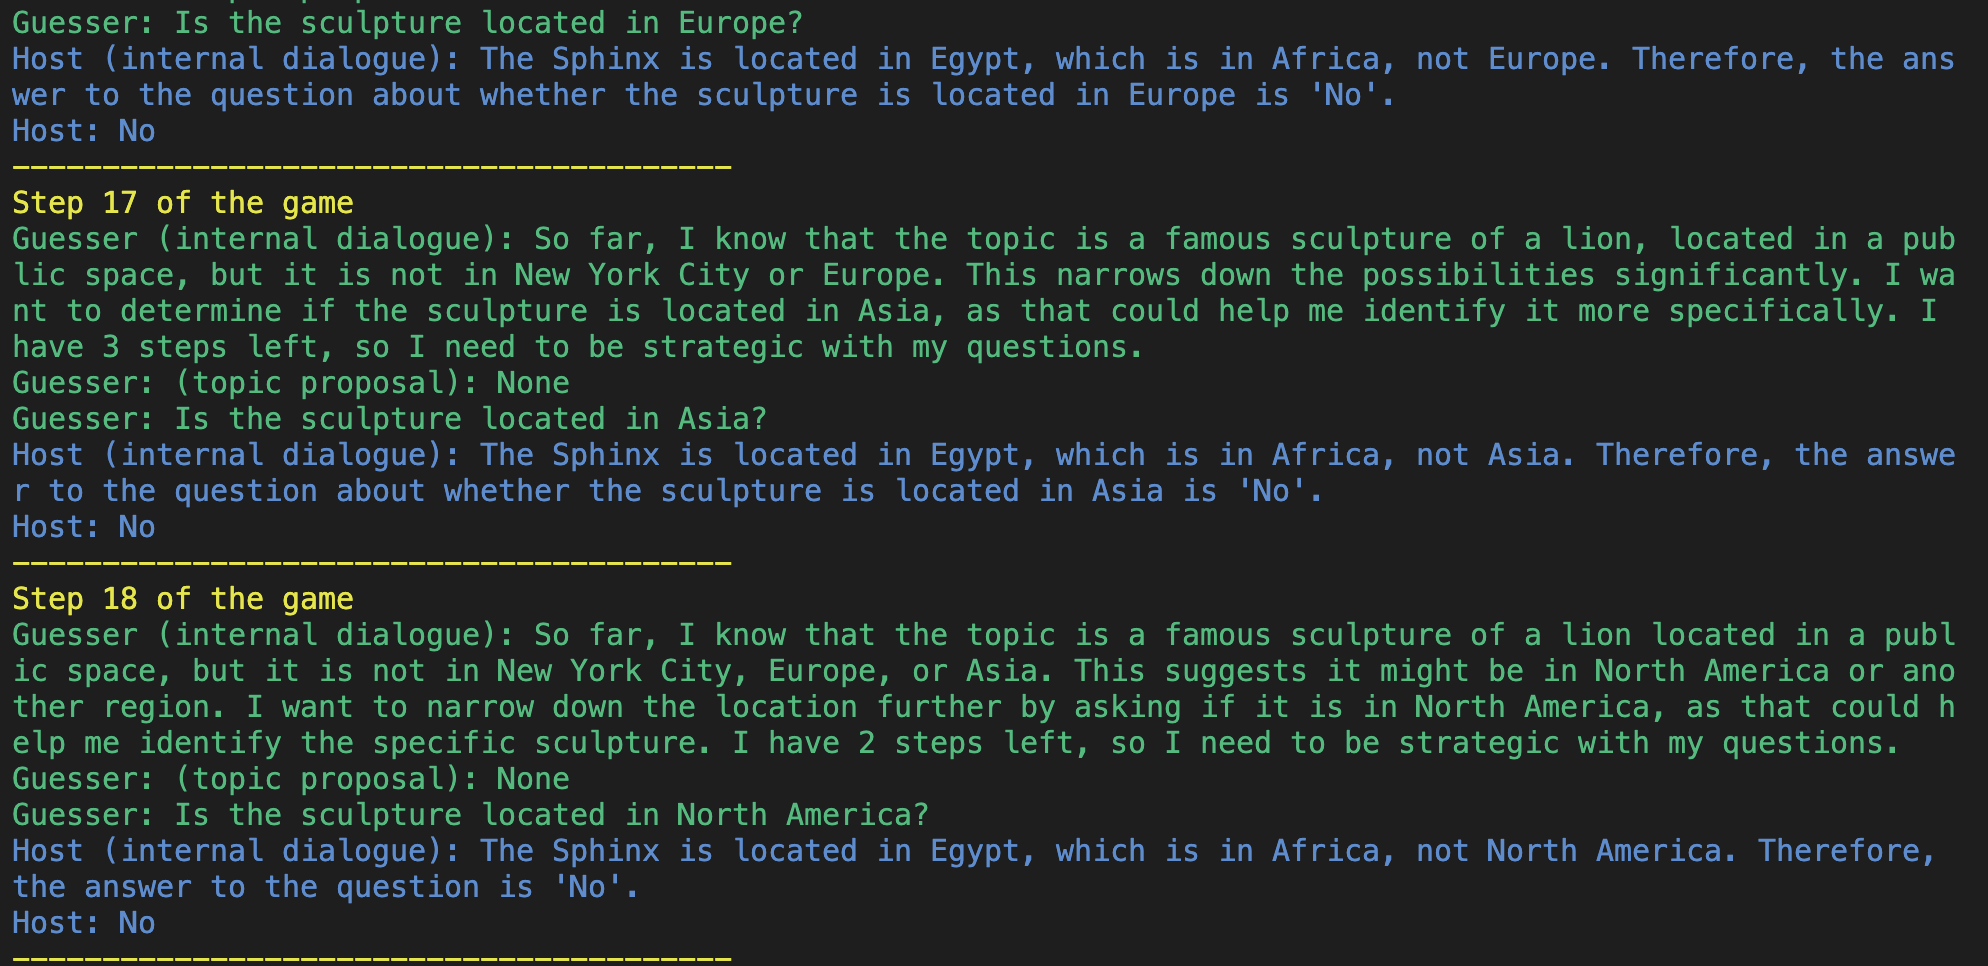 Guesser: Is the sculpture located in Europe?
Host (internal dialogue): The Sphinx is located in Egypt, which is in Africa, not Europe. Therefore, the ans
wer to the question about whether the sculpture is located in Europe is 'No'.
Host: No
----------------------------------------
Step 17 of the game
Guesser (internal dialogue): So far, I know that the topic is a famous sculpture of a lion, located in a pub
lic space, but it is not in New York City or Europe. This narrows down the possibilities significantly. I wa
nt to determine if the sculpture is located in Asia, as that could help me identify it more specifically. I
have 3 steps left, so I need to be strategic with my questions.
Guesser: (topic proposal): None
Guesser: Is the sculpture located in Asia?
Host (internal dialogue): The Sphinx is located in Egypt, which is in Africa, not Asia. Therefore, the answe
r to the question about whether the sculpture is located in Asia is 'No'.
Host: No
----------------------------------------
Step 18 of the game
Guesser (internal dialogue): So far, I know that the topic is a famous sculpture of a lion located in a publ
ic space, but it is not in New York City, Europe, or Asia. This suggests it might be in North America or ano
ther region. I want to narrow down the location further by asking if it is in North America, as that could h
elp me identify the specific sculpture. I have 2 steps left, so I need to be strategic with my questions.
Guesser: (topic proposal): None
Guesser: Is the sculpture located in North America?
Host (internal dialogue): The Sphinx is located in Egypt, which is in Africa, not North America. Therefore,
the answer to the question is 'No'.
Host: No
----------------------------------------